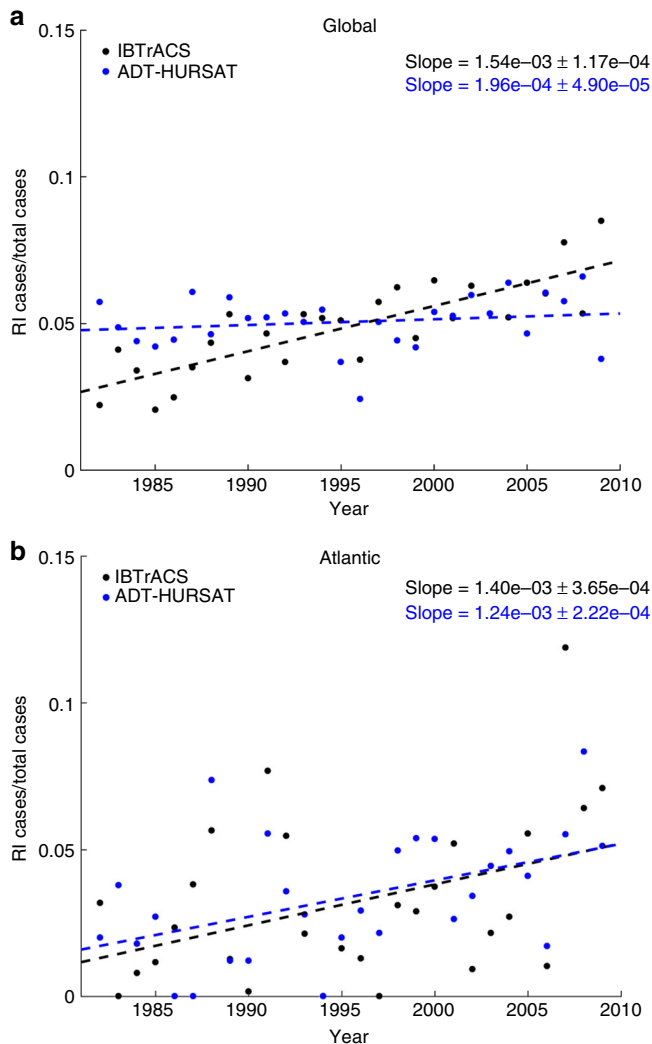 a
Global
0.15
IBTrACS
ADT-HURSAT
Slope = 1.54e–03 ± 1.17e–04
Slope = 1.96e–04 ± 4.90e–05
0.1
0.05
0
RI cases/total cases
1985 1990 1995 2000 2005 2010
Year
b
Atlantic
0.15
IBTrACS
ADT-HURSAT
Slope = 1.40e–03 ± 3.65e–04
Slope = 1.24e–03 ± 2.22e–04
0.1
0.05
0
RI cases/total cases
1985 1990 1995 2000 2005 2010
Year